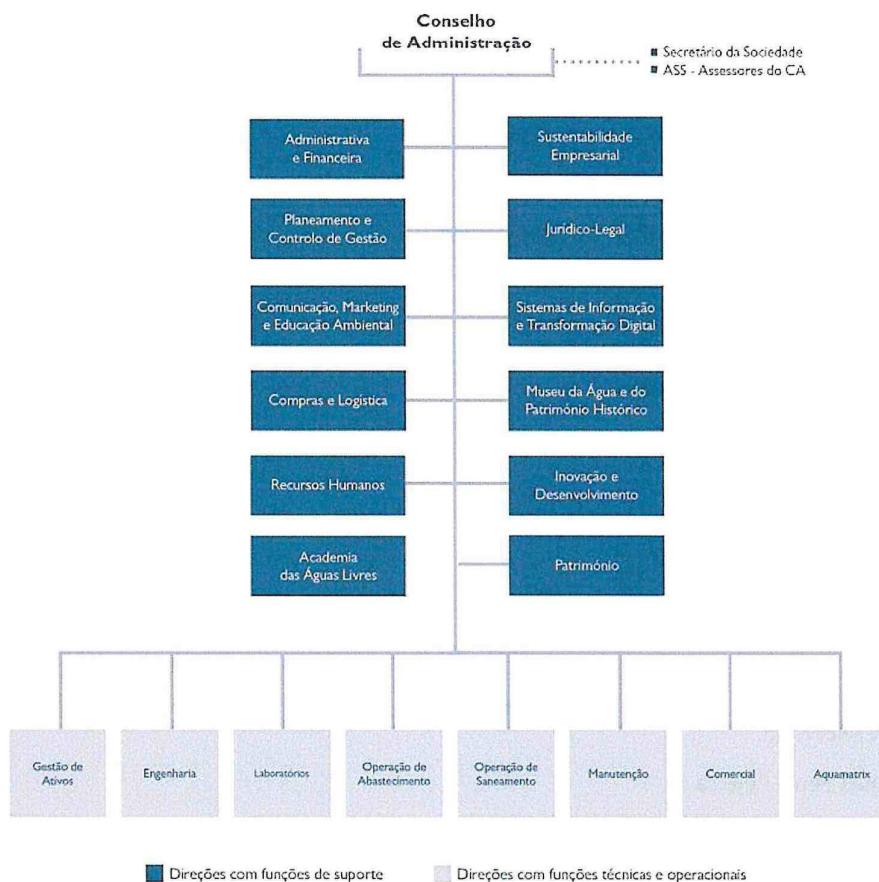 Conselho
de Administração
Secretário da Sociedade
ASS - Assessores do CA
Administrativa
e Financeira
Sustentabilidade
Empresarial
Planeamento e
Controlo de Gestão
Jurídico-Legal
Comunicação, Marketing
e Educação Ambiental
Sistemas de Informação
e Transformação Digital
Compras e Logística
Museu da Água e do
Património Histórico
Recursos Humanos
Inovação e
Desenvolvimento
Academia
das Águas Livres
Património
Gestão de
Ativos
Engenharia
Laboratórios
Operação de
Abastecimento
Operação de
Saneamento
Manutenção
Comercial
Aquamatrix
Direções com funções de suporte
Direções com funções técnicas e operacionais